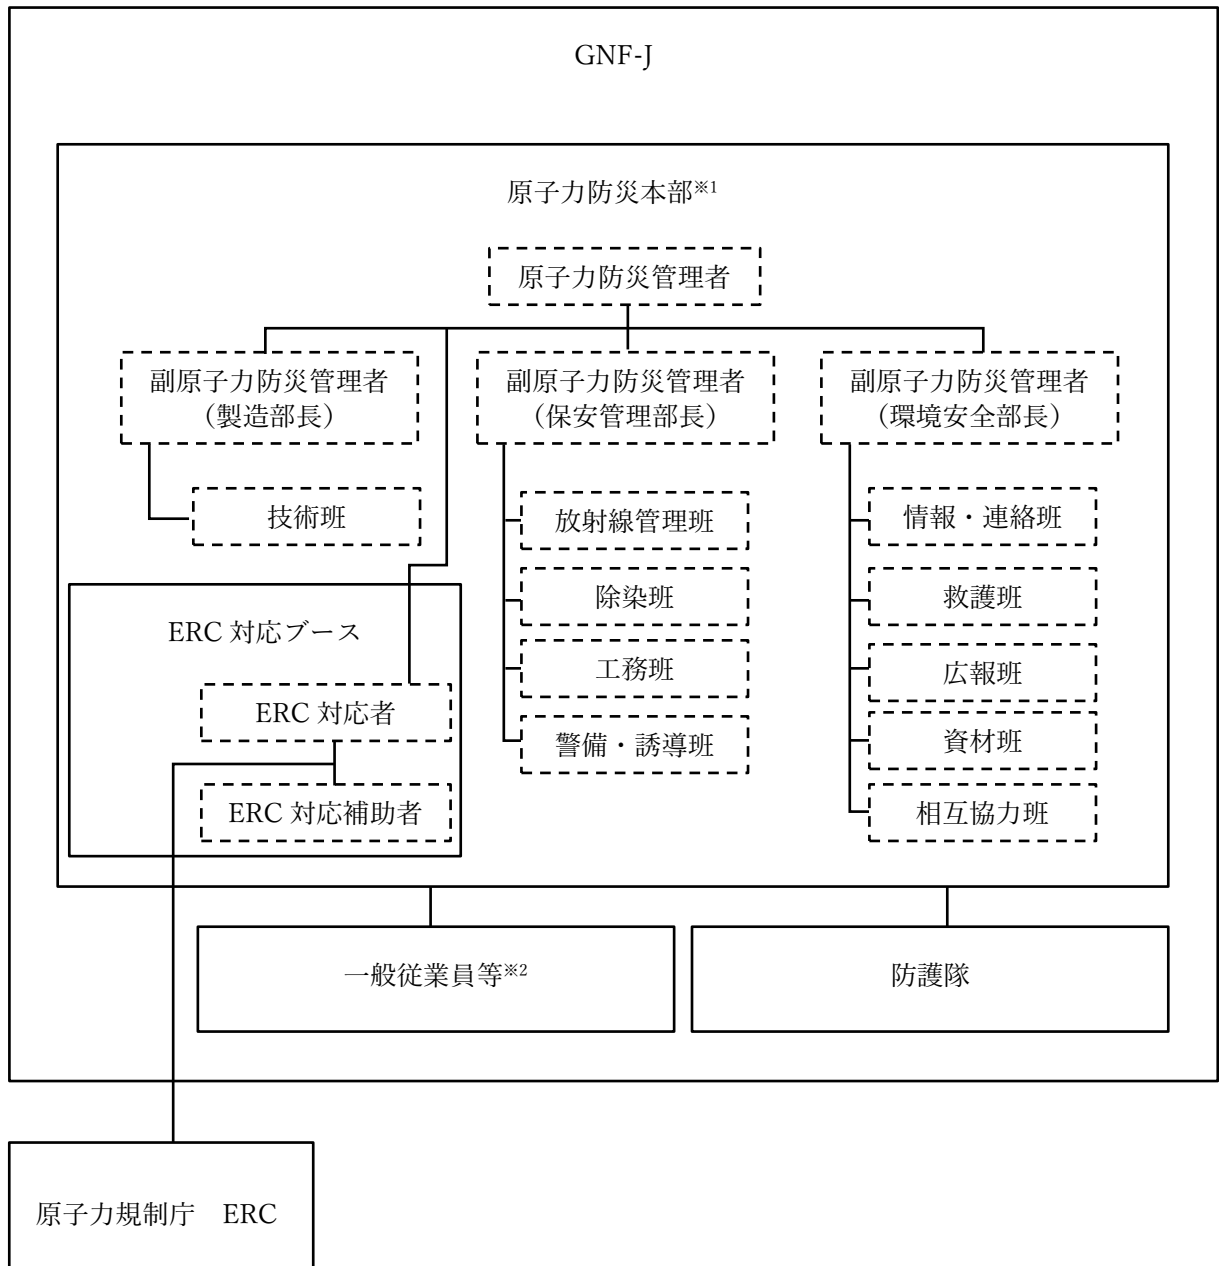 GNF-J
原子力防災本部※1
原子力防災管理者
副原子力防災管理者
（製造部長）
副原子力防災管理者
（保安管理部長）
副原子力防災管理者
（環境安全部長）
技術班
放射線管理班
情報・連絡班
除染班
救護班
ERC 対応ブース
工務班
広報班
ERC 対応者
警備・誘導班
資材班
ERC 対応補助者
相互協力班
一般従業員等※2
防護隊
原子力規制庁　ERC